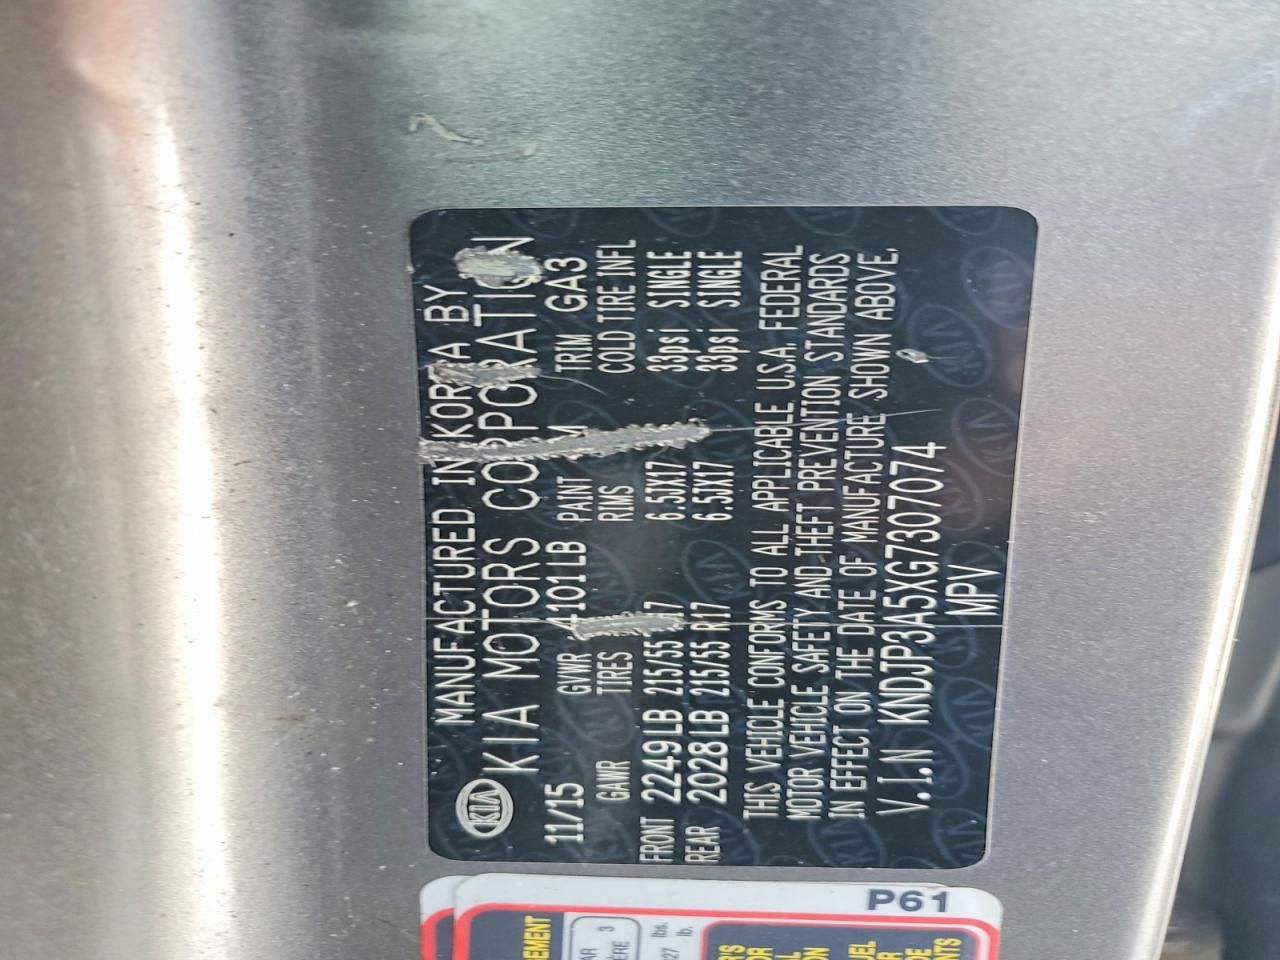 KIA
MANUFACTURED IN KOREA BY
KIA MOTORS CORPORATION
11/15 GVWR 4101LB PAINT TRIM GA3
GAWR TIRES RIMS COLD TIRE INFL
FRONT 2249LB 215/55 17 6.5JX17 33psi SINGLE
REAR 2028LB 215/55 R17 6.5JX17 33psi SINGLE
THIS VEHICLE CONFORMS TO ALL APPLICABLE U.S.A. FEDERAL
MOTOR VEHICLE SAFETY AND THEFT PREVENTION STANDARDS
IN EFFECT ON THE DATE OF MANUFACTURE SHOWN ABOVE.
V.I.N KNDJP3A5XG7307074
MPV
P61